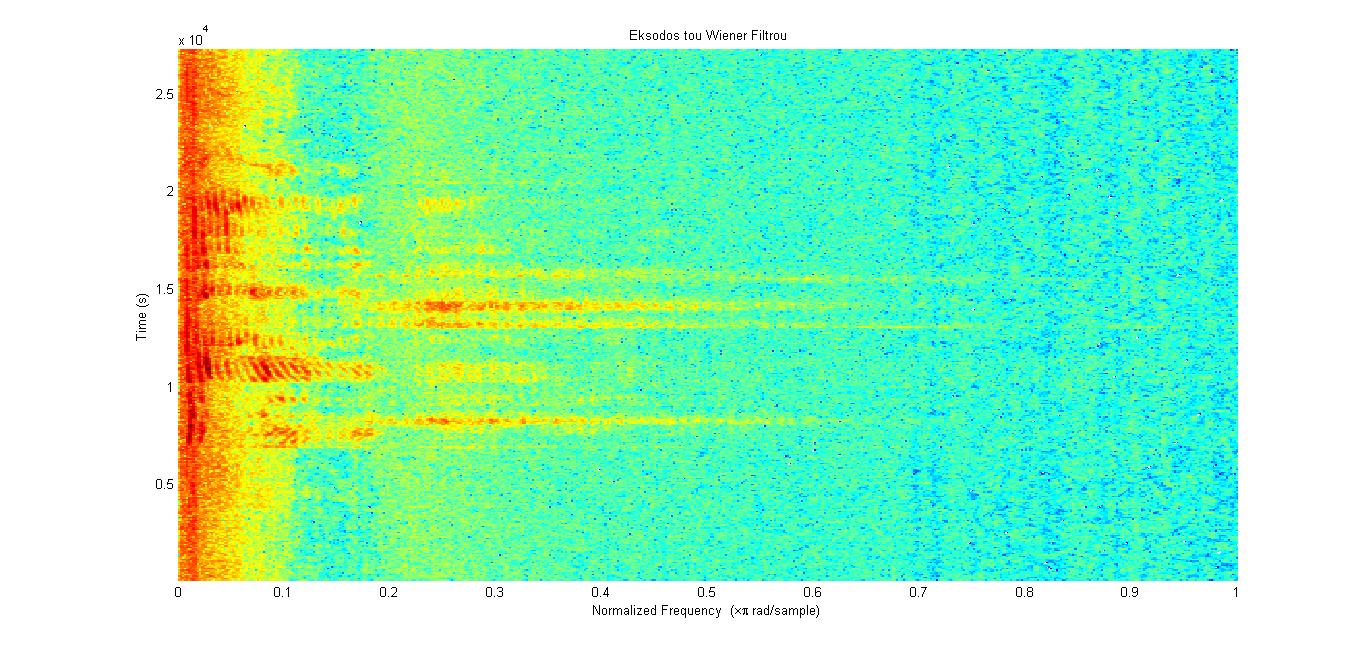 Eksodos tou Wiener Filtrou
x 10^4
2.5
2
1.5
1
0.5
Time (s)
0 0.1 0.2 0.3 0.4 0.5 0.6 0.7 0.8 0.9 1
Normalized Frequency (×π rad/sample)